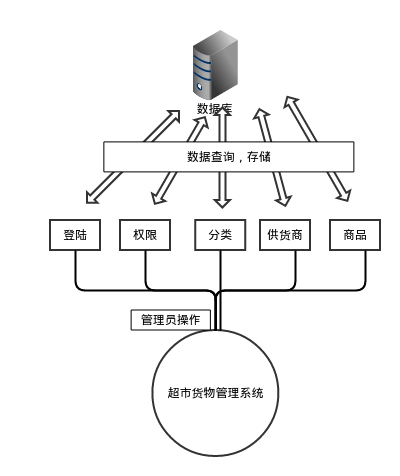 数据库
数据查询，存储
登陆
权限
分类
供货商
商品
管理员操作
超市货物管理系统